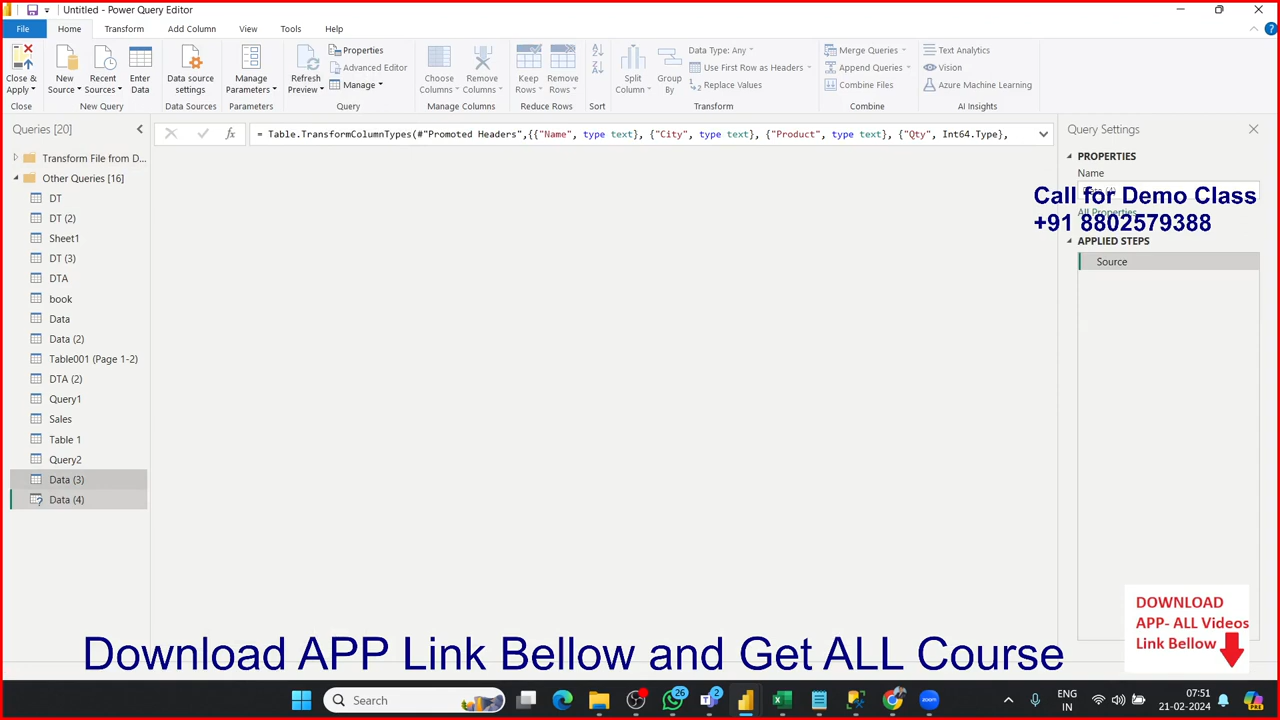 Untitled - Power Query Editor
File Home Transform Add Column View Tools Help
Close & Apply
New Source
Recent Sources
Enter Data
Data source settings
Manage Parameters
Refresh Preview
Properties
Advanced Editor
Manage
Choose Columns
Remove Columns
Keep Rows
Remove Rows
Split Column
Group By
Data Type: Any
Use First Row as Headers
Replace Values
Merge Queries
Append Queries
Combine Files
Text Analytics
Vision
Azure Machine Learning
Close New Query Data Sources Parameters Query Manage Columns Reduce Rows Sort Transform Combine AI Insights
Queries [20]
= Table.TransformColumnTypes(#"Promoted Headers",{{"Name", type text}, {"City", type text}, {"Product", type text}, {"Qty", Int64.Type},
Transform File from D...
Other Queries [16]
DT
DT (2)
Sheet1
DT (3)
DTA
book
Data
Data (2)
Table001 (Page 1-2)
DTA (2)
Query1
Sales
Table 1
Query2
Data (3)
Data (4)
Query Settings
PROPERTIES
Name
All Properties
Call for Demo Class
+91 8802579388
APPLIED STEPS
Source
DOWNLOAD
APP- ALL Videos
Link Bellow
Download APP Link Bellow and Get ALL Course
Search
26
2
zoom
ENG
IN
07:51
21-02-2024